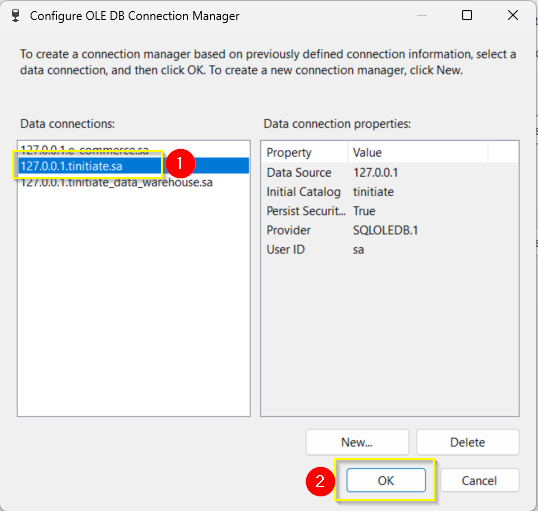 Configure OLE DB Connection Manager
To create a connection manager based on previously defined connection information, select a
data connection, and then click OK. To create a new connection manager, click New.
Data connections:
127.0.0.1.e-commerce.sa
127.0.0.1.tinitiate.sa
1
127.0.0.1.tinitiate_data_warehouse.sa
Data connection properties:
Property Value
Data Source 127.0.0.1
Initial Catalog tinitiate
Persist Securit... True
Provider SQLOLEDB.1
User ID sa
New... Delete
2 OK Cancel